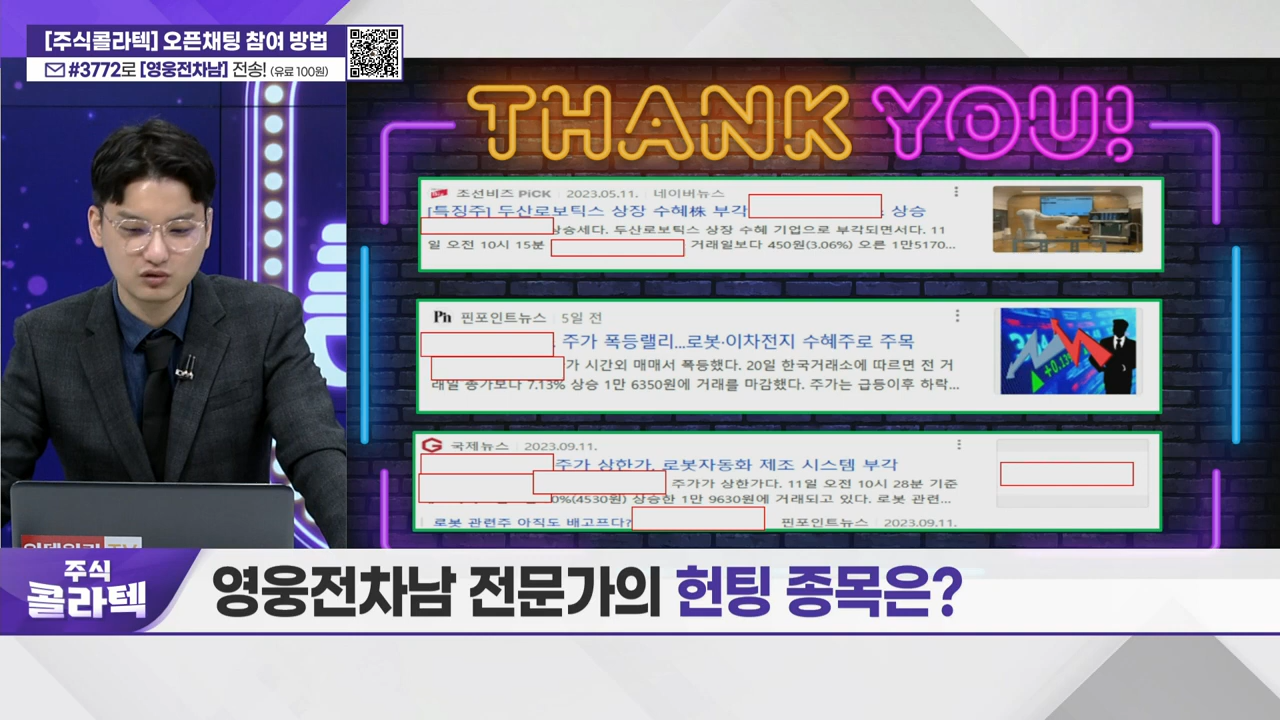 [주식콜라텍] 오픈채팅 참여 방법
#3772로 [영웅전차남] 전송! (유료 100원)
THANK YOU!
조선비즈 PiCK 2023.05.11. 네이버뉴스
[특징주] 두산로보틱스 상장 수혜株 부각 상승
상승세다. 두산로보틱스 상장 수혜 기업으로 부각되면서다. 11
일 오전 10시 15분 거래일보다 450원(3.06%) 오른 1만5170...
Pn 핀포인트뉴스 5일 전
주가 폭등랠리...로봇·이차전지 수혜주로 주목
가 시간외 매매서 폭등했다. 20일 한국거래소에 따르면 전 거
래일 종가보다 7.13% 상승 1만 6350원에 거래를 마감했다. 주가는 급등이후 하락...
국제뉴스 2023.09.11.
주가 상한가, 로봇자동화 제조 시스템 부각
주가가 상한가다. 11일 오전 10시 28분 기준
0%(4530원) 상승한 1만 9630원에 거래되고 있다. 로봇 관련...
로봇 관련주 아직도 배고프다? 핀포인트뉴스 2023.09.11.
주식
콜라텍
영웅전차남 전문가의 헌팅 종목은?